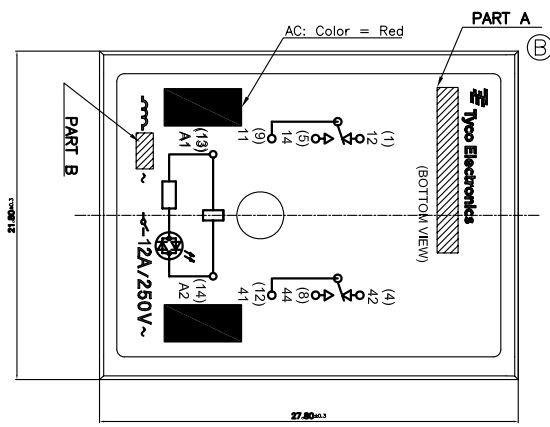 PART A
B
AC: Color = Red
Tyco Electronics
(BOTTOM VIEW)
PART B
~
12A/250V~
A1 (13)
A2 (14)
11 (9)
14 (5)
12 (1)
41 (12)
44 (8)
42 (4)
21.80±0.3
27.80±0.3